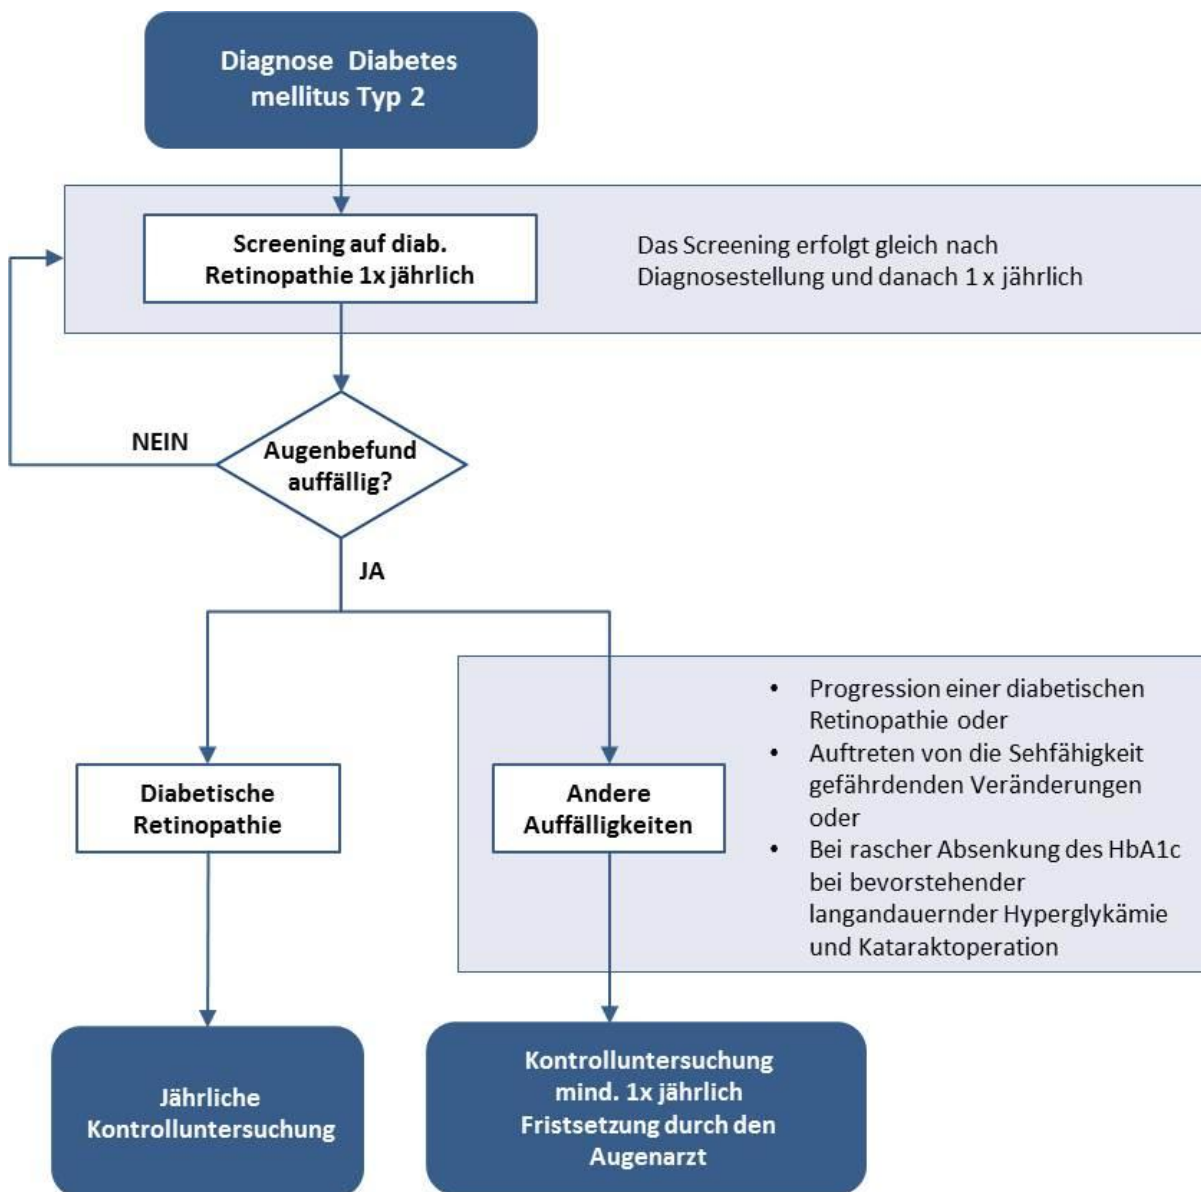 Diagnose Diabetes
mellitus Typ 2
Screening auf diab.
Retinopathie 1x jährlich
Das Screening erfolgt gleich nach
Diagnosestellung und danach 1 x jährlich
NEIN
Augenbefund
auffällig?
JA
Diabetische
Retinopathie
Andere
Auffälligkeiten
• Progression einer diabetischen
Retinopathie oder
• Auftreten von die Sehfähigkeit
gefährdenden Veränderungen
oder
• Bei rascher Absenkung des HbA1c
bei bevorstehender
langandauernder Hyperglykämie
und Kataraktoperation
Jährliche
Kontrolluntersuchung
Kontrolluntersuchung
mind. 1x jährlich
Fristsetzung durch den
Augenarzt